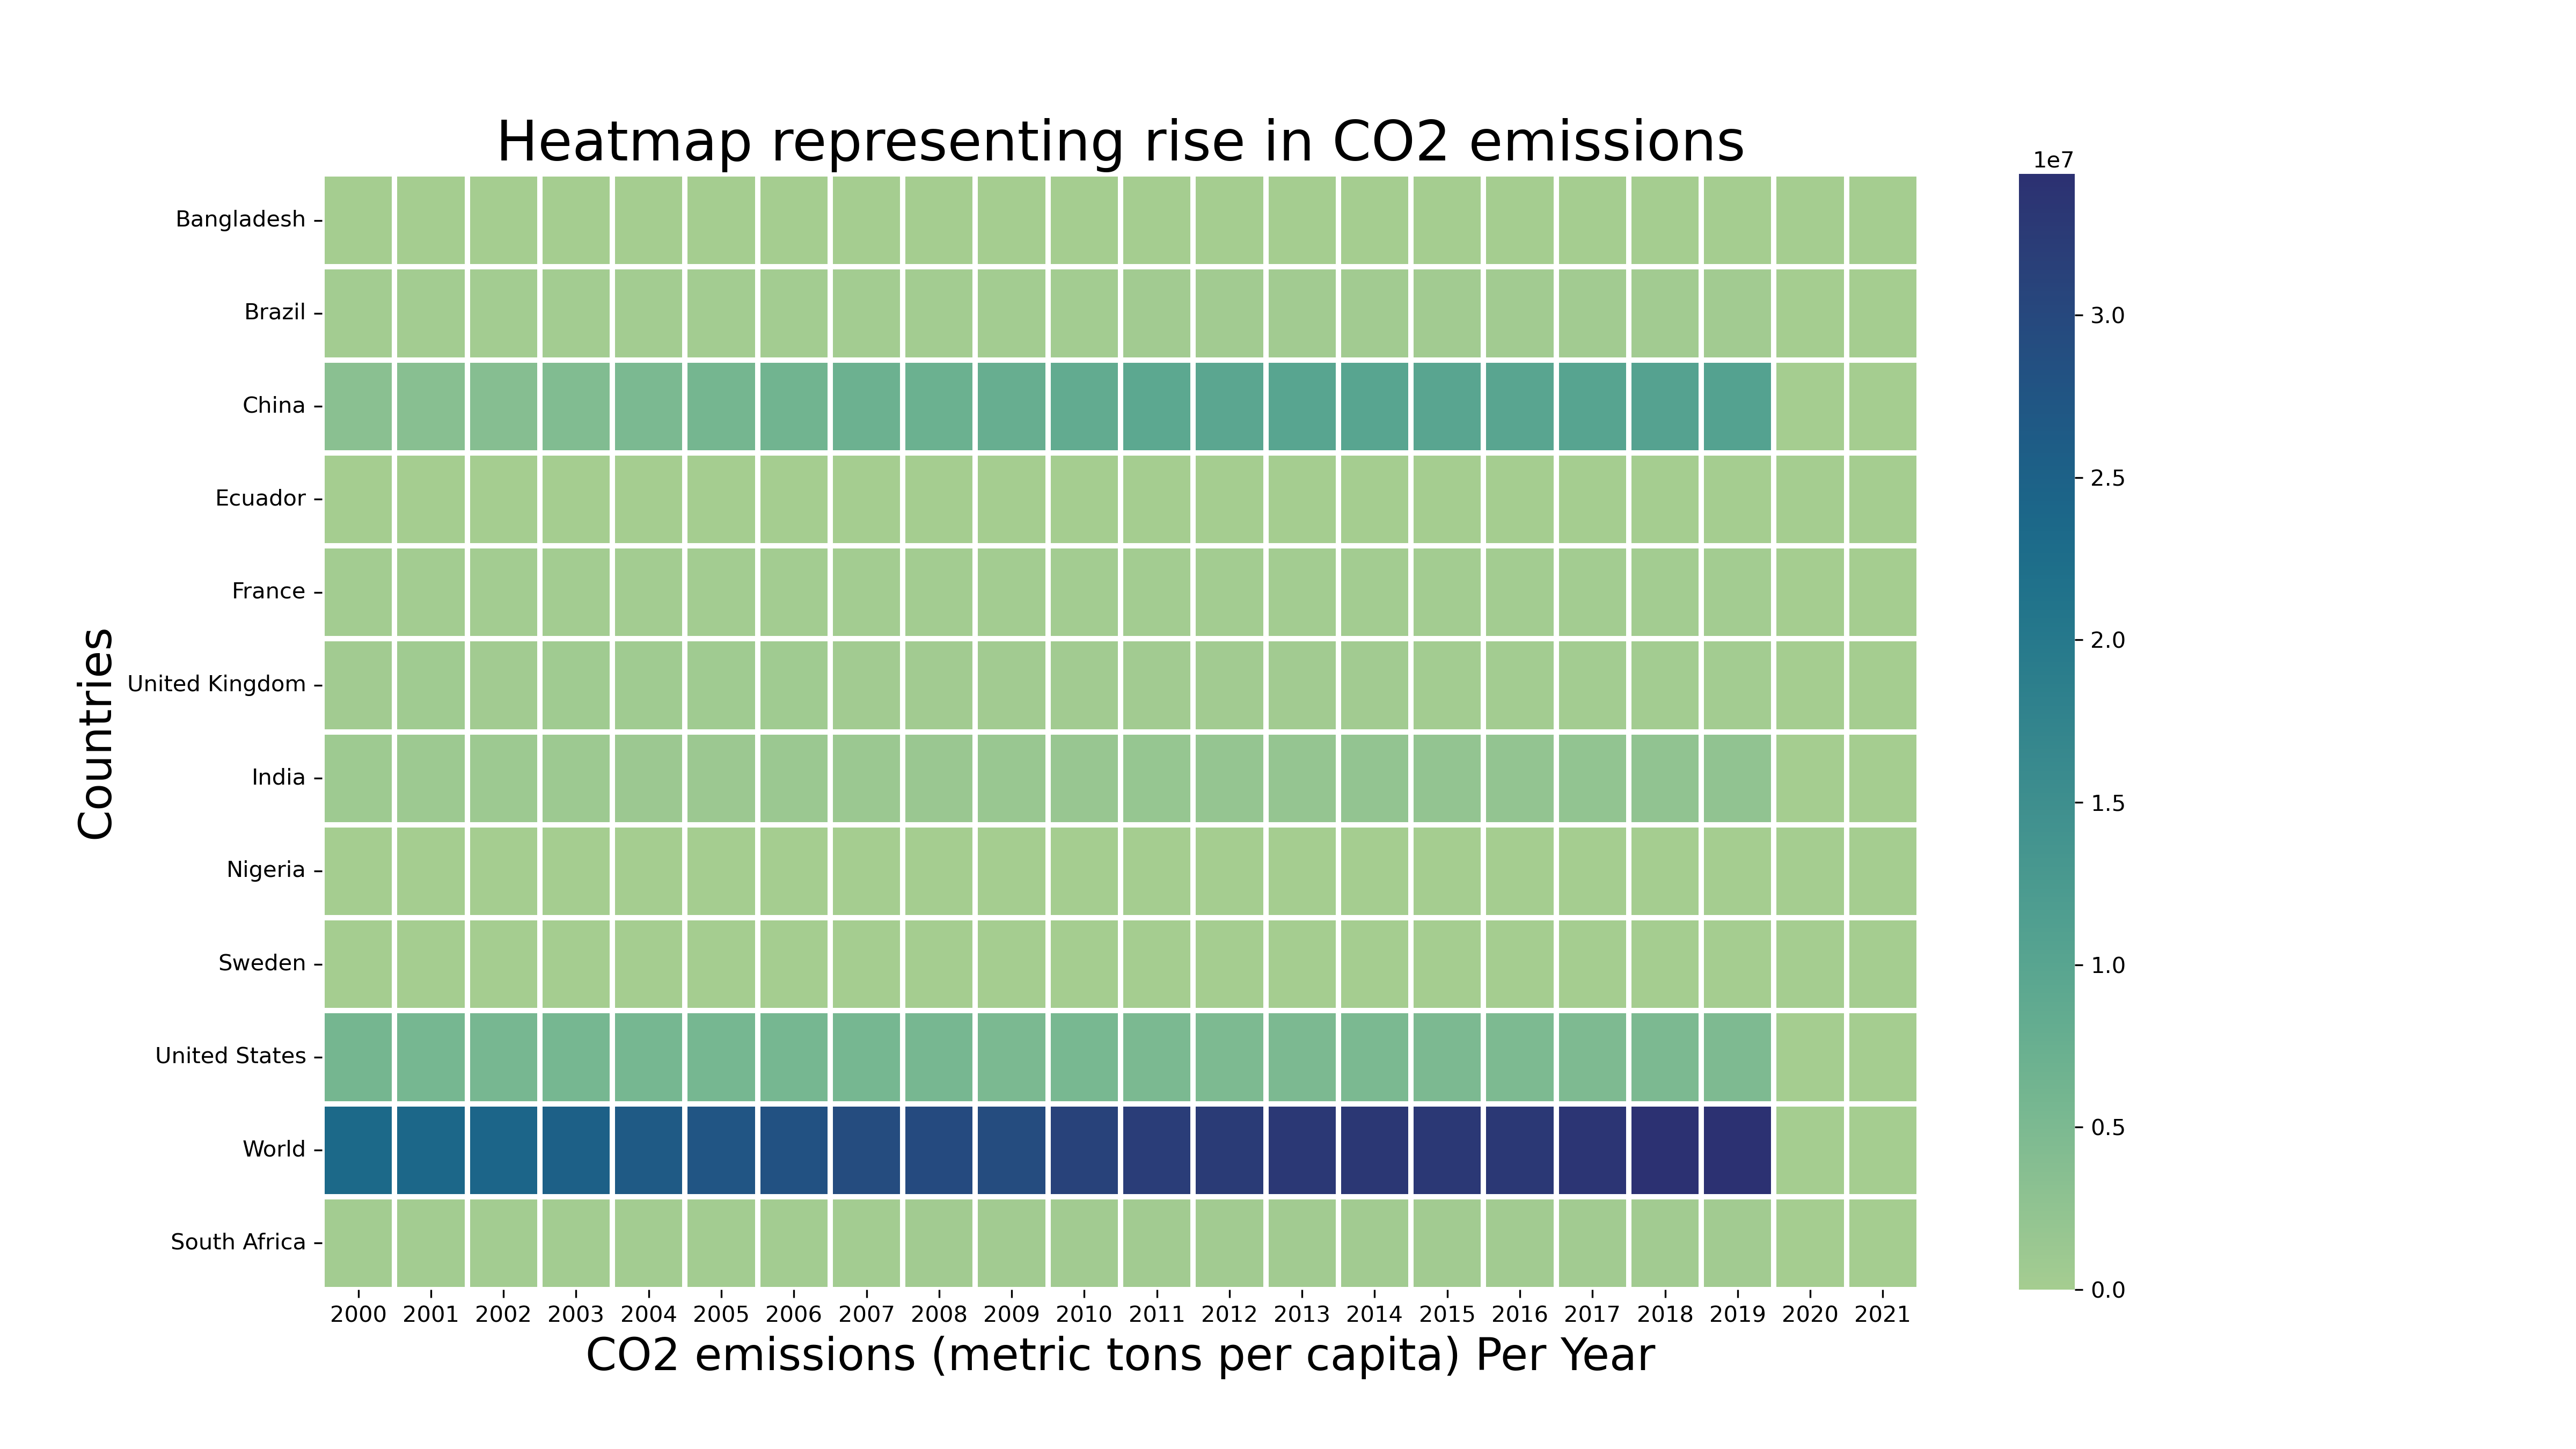 Heatmap representing rise in CO2 emissions
1e7
Bangladesh
Brazil
China
Ecuador
France
United Kingdom
India
Nigeria
Sweden
United States
World
South Africa
Countries
3.0
2.5
2.0
1.5
1.0
0.5
0.0
2000 2001 2002 2003 2004 2005 2006 2007 2008 2009 2010 2011 2012 2013 2014 2015 2016 2017 2018 2019 2020 2021
CO2 emissions (metric tons per capita) Per Year